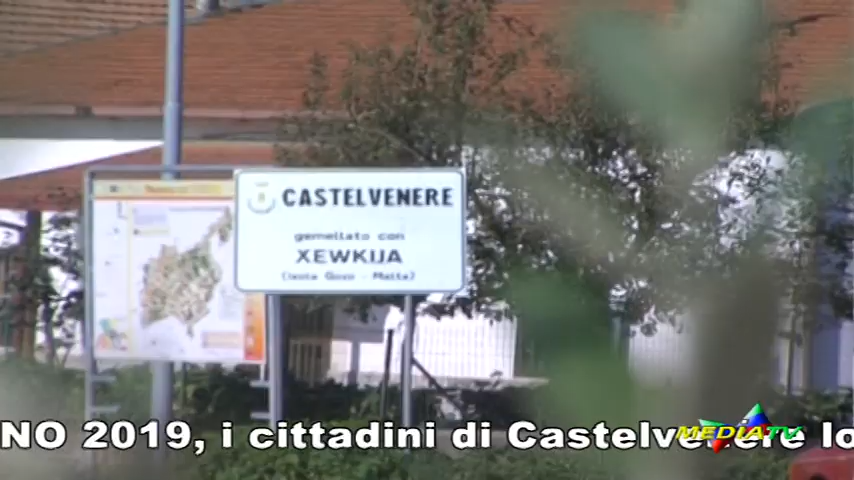 CASTELVENERE
gemellato con
XEWKIJA
(Isola Gozo - Malta)
NO 2019, i cittadini di Castelvenere lo
MEDIATV